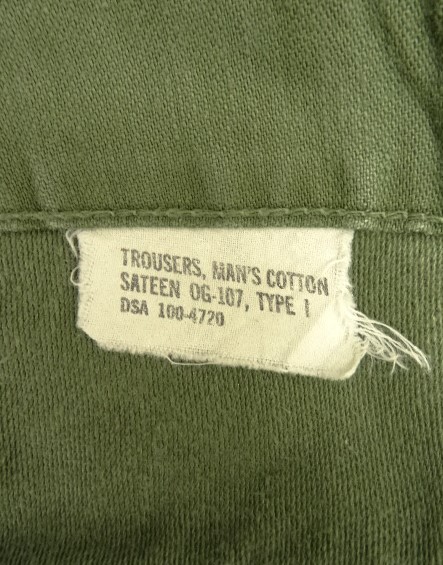 TROUSERS, MAN'S COTTON
SATEEN OG-107, TYPE I
DSA 100-4720